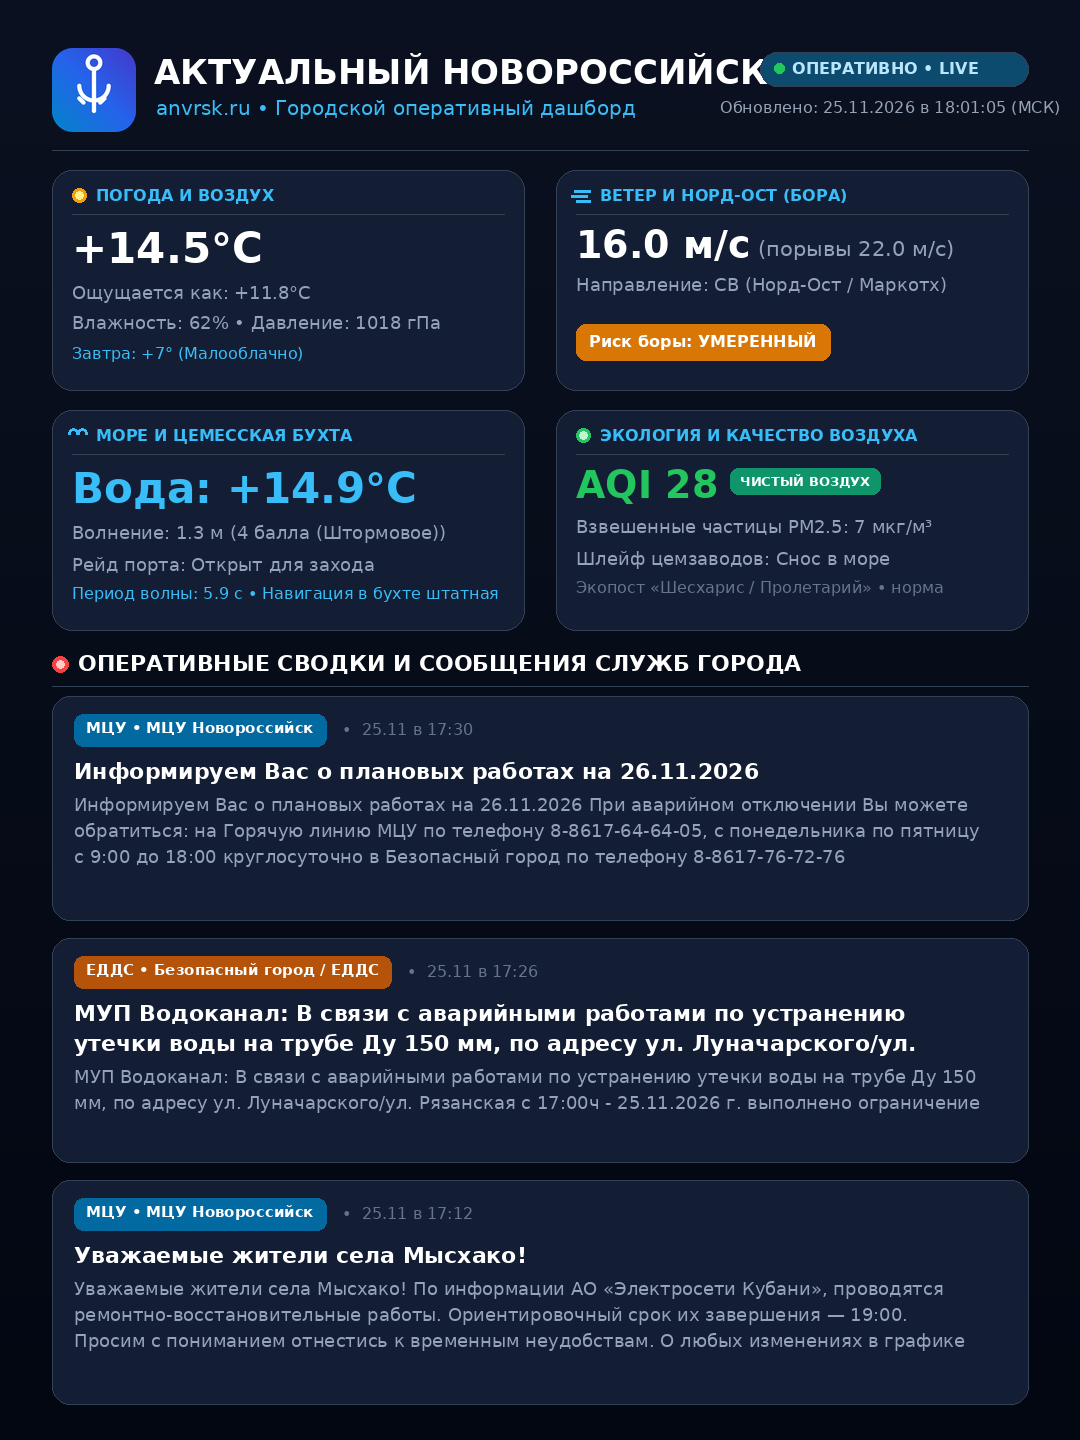 АКТУАЛЬНЫЙ НОВОРОССИЙСК
ОПЕРАТИВНО • LIVE
anvrsk.ru • Городской оперативный дашборд
Обновлено: 25.11.2026 в 18:01:05 (МСК)
ПОГОДА И ВОЗДУХ
+14.5°C
Ощущается как: +11.8°C
Влажность: 62% • Давление: 1018 гПа
Завтра: +7° (Малооблачно)
ВЕТЕР И НОРД-ОСТ (БОРА)
16.0 м/с (порывы 22.0 м/с)
Направление: СВ (Норд-Ост / Маркотх)
Риск боры: УМЕРЕННЫЙ
МОРЕ И ЦЕМЕССКАЯ БУХТА
Вода: +14.9°C
Волнение: 1.3 м (4 балла (Штормовое))
Рейд порта: Открыт для захода
Период волны: 5.9 с • Навигация в бухте штатная
ЭКОЛОГИЯ И КАЧЕСТВО ВОЗДУХА
AQI 28 ЧИСТЫЙ ВОЗДУХ
Взвешенные частицы PM2.5: 7 мкг/м³
Шлейф цемзаводов: Снос в море
Экопост «Шесхарис / Пролетарий» • норма
ОПЕРАТИВНЫЕ СВОДКИ И СООБЩЕНИЯ СЛУЖБ ГОРОДА
МЦУ • МЦУ Новороссийск • 25.11 в 17:30
Информируем Вас о плановых работах на 26.11.2026
Информируем Вас о плановых работах на 26.11.2026 При аварийном отключении Вы можете
обратиться: на Горячую линию МЦУ по телефону 8-8617-64-64-05, с понедельника по пятницу
с 9:00 до 18:00 круглосуточно в Безопасный город по телефону 8-8617-76-72-76
ЕДДС • Безопасный город / ЕДДС • 25.11 в 17:26
МУП Водоканал: В связи с аварийными работами по устранению
утечки воды на трубе Ду 150 мм, по адресу ул. Луначарского/ул.
МУП Водоканал: В связи с аварийными работами по устранению утечки воды на трубе Ду 150
мм, по адресу ул. Луначарского/ул. Рязанская с 17:00ч - 25.11.2026 г. выполнено ограничение
МЦУ • МЦУ Новороссийск • 25.11 в 17:12
Уважаемые жители села Мысхако!
Уважаемые жители села Мысхако! По информации АО «Электросети Кубани», проводятся
ремонтно-восстановительные работы. Ориентировочный срок их завершения — 19:00.
Просим с пониманием отнестись к временным неудобствам. О любых изменениях в графике